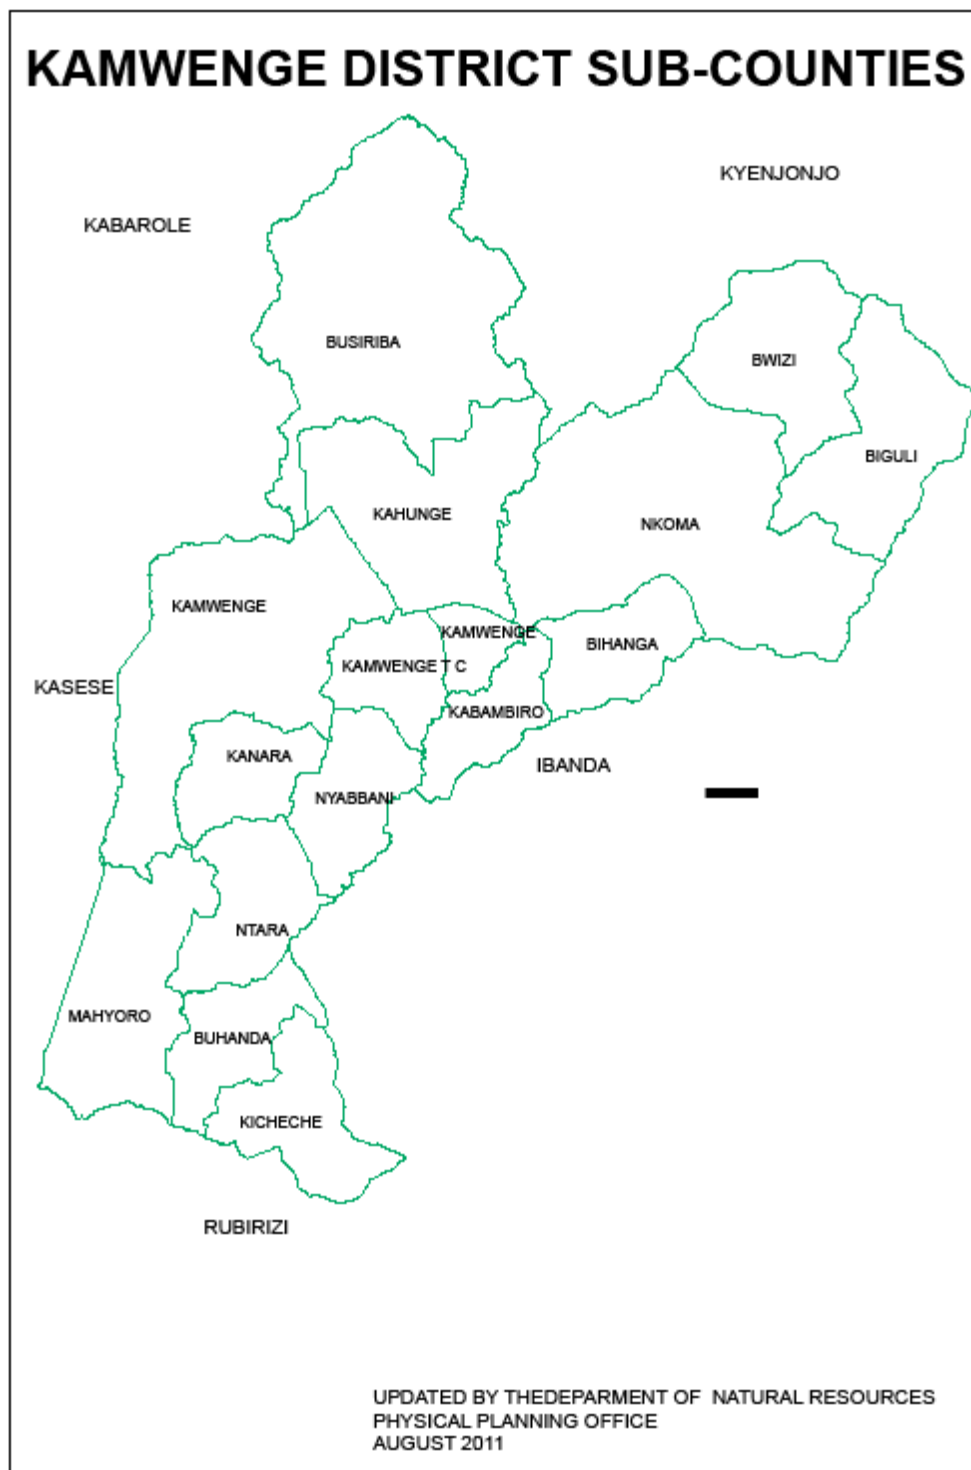 KAMWENGE DISTRICT SUB-COUNTIES
KYENJONJO
KABAROLE
BUSIRIBA
BWIZI
BIGULI
KAHUNGE
NKOMA
KAMWENGE
KAMWENGE
BIHANGA
KAMWENGE T C
KASESE
KABAMBIRO
KANARA
IBANDA
NYABBANI
NTARA
MAHYORO
BUHANDA
KICHECHE
RUBIRIZI
UPDATED BY THEDEPARMENT OF NATURAL RESOURCES
PHYSICAL PLANNING OFFICE
AUGUST 2011